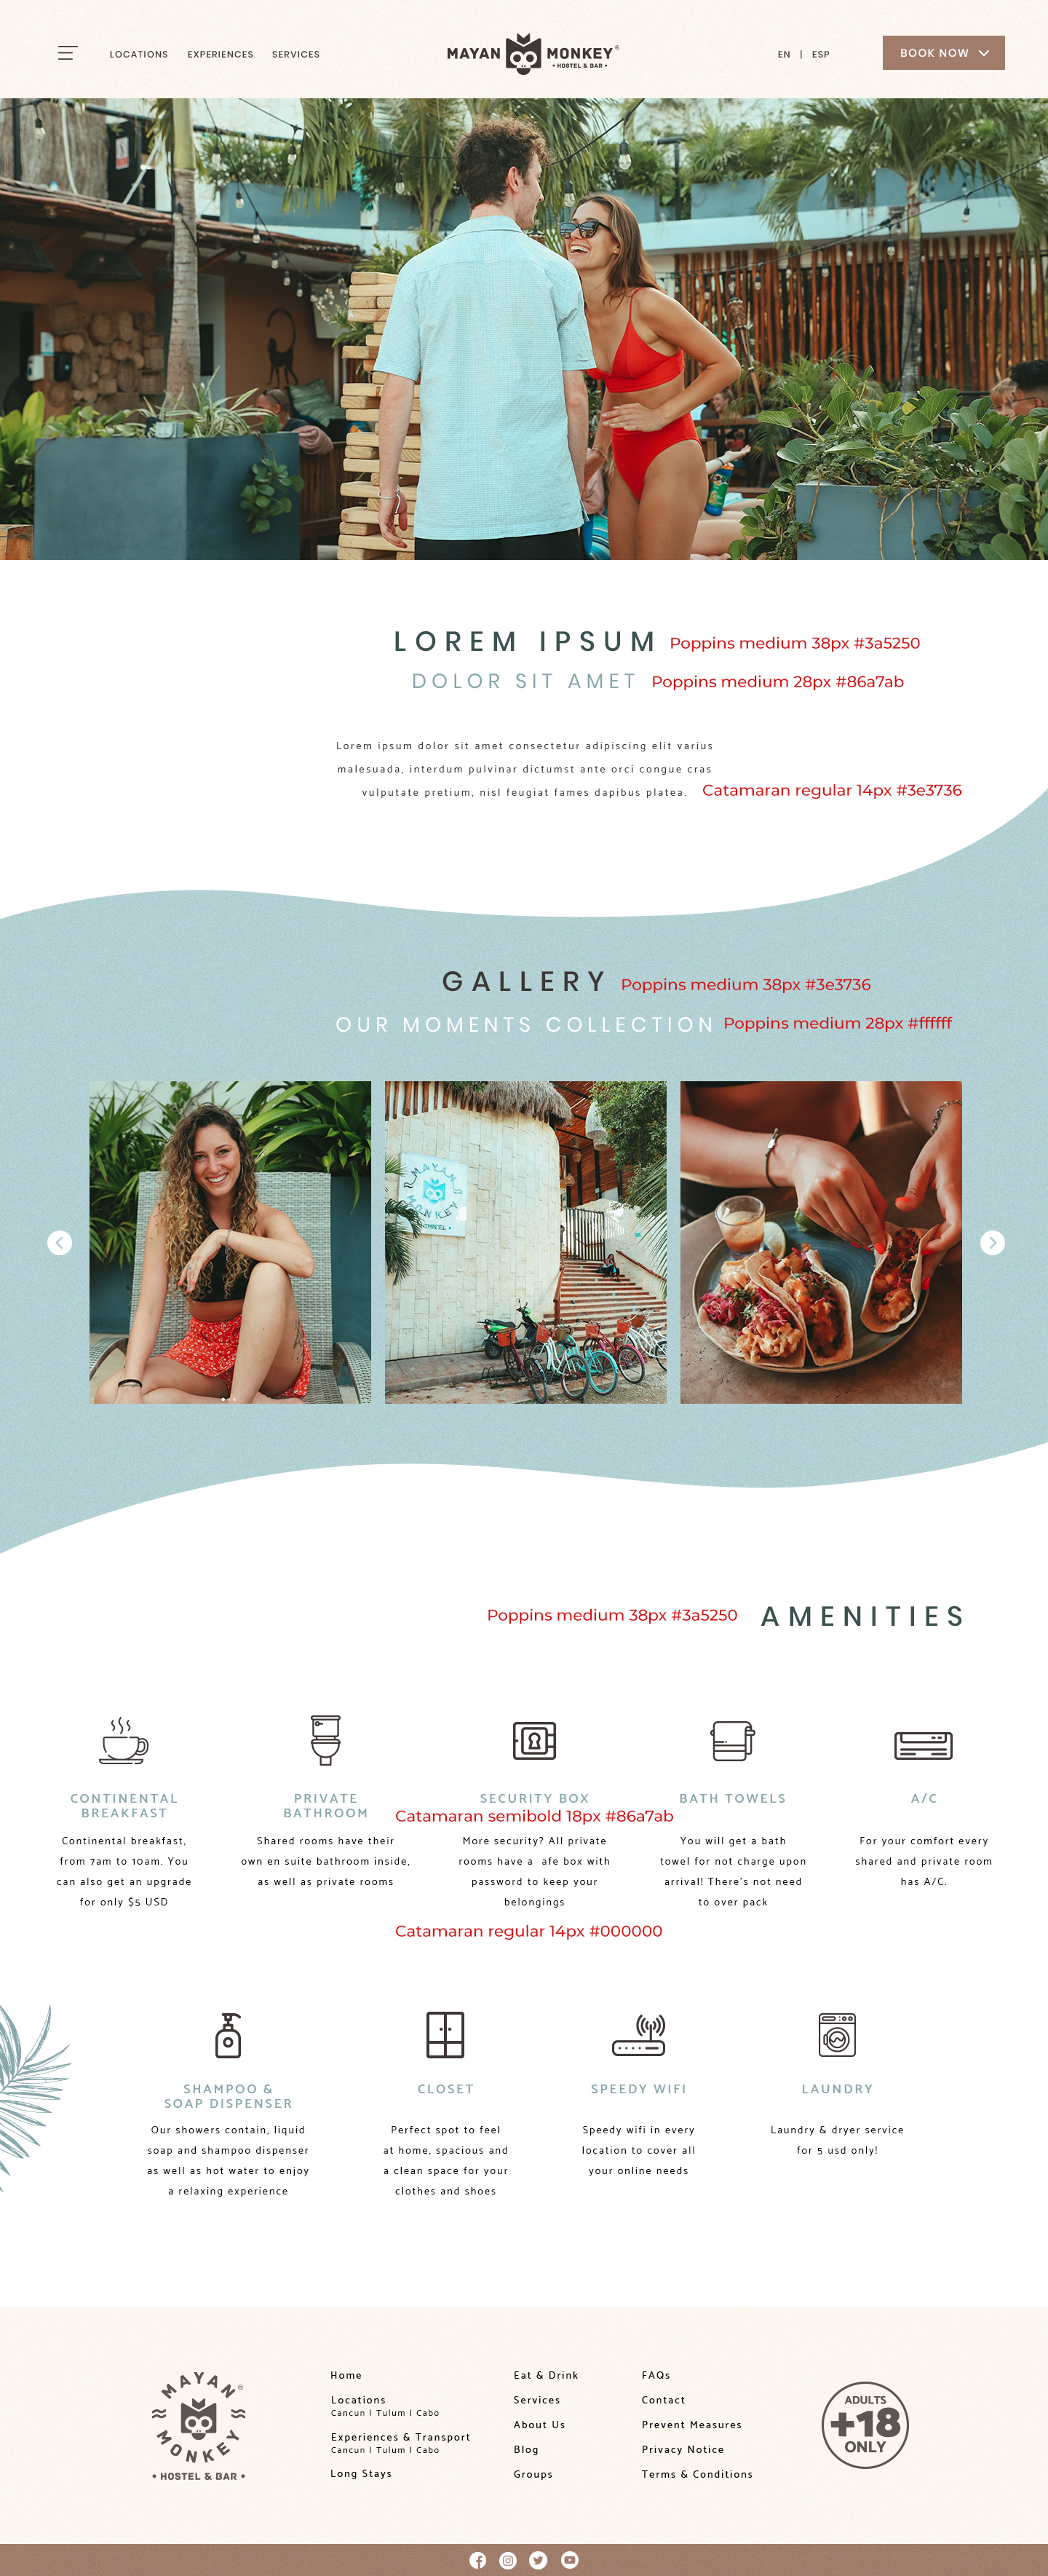 LOCATIONS EXPERIENCES SERVICES
MAYAN MONKEY®
• HOSTEL & BAR •
EN | ESP
BOOK NOW
LOREM IPSUM Poppins medium 38px #3a5250
DOLOR SIT AMET Poppins medium 28px #86a7ab
Lorem ipsum dolor sit amet consectetur adipiscing elit varius
malesuada, interdum pulvinar dictumst ante orci congue cras
vulputate pretium, nisl feugiat fames dapibus platea. Catamaran regular 14px #3e3736
GALLERY Poppins medium 38px #3e3736
OUR MOMENTS COLLECTION Poppins medium 28px #ffffff
MAYAN
MONKEY
Poppins medium 38px #3a5250 AMENITIES
CONTINENTAL
BREAKFAST
Continental breakfast,
from 7am to 10am. You
can also get an upgrade
for only $5 USD
PRIVATE
BATHROOM
Shared rooms have their
own en suite bathroom inside,
as well as private rooms
SECURITY BOX
Catamaran semibold 18px #86a7ab
More security? All private
rooms have a  afe box with
password to keep your
belongings
Catamaran regular 14px #000000
BATH TOWELS
You will get a bath
towel for not charge upon
arrival! There's not need
to over pack
A/C
For your comfort every
shared and private room
has A/C.
SHAMPOO &
SOAP DISPENSER
Our showers contain, liquid
soap and shampoo dispenser
as well as hot water to enjoy
a relaxing experience
CLOSET
Perfect spot to feel
at home, spacious and
a clean space for your
clothes and shoes
SPEEDY WIFI
Speedy wifi in every
location to cover all
your online needs
LAUNDRY
Laundry & dryer service
for 5 usd only!
MAYAN®
MONKEY
• HOSTEL & BAR •
Home
Locations
Cancun | Tulum | Cabo
Experiences & Transport
Cancun | Tulum | Cabo
Long Stays
Eat & Drink
Services
About Us
Blog
Groups
FAQs
Contact
Prevent Measures
Privacy Notice
Terms & Conditions
ADULTS
+18
ONLY